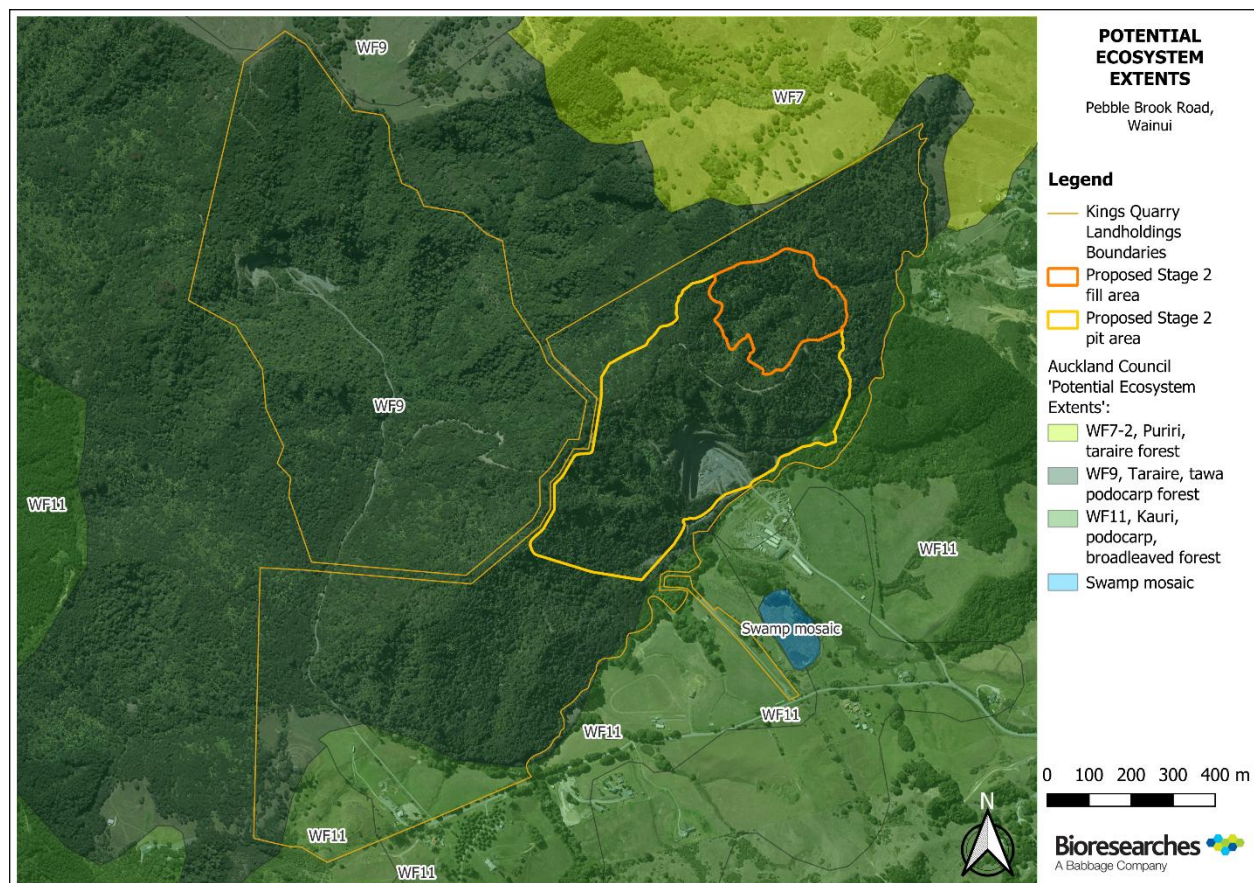 POTENTIAL
ECOSYSTEM
EXTENTS
Pebble Brook Road,
Wainui
Legend
Kings Quarry
Landholdings
Boundaries
Proposed Stage 2
fill area
Proposed Stage 2
pit area
Auckland Council
'Potential Ecosystem
Extents':
WF7-2, Puriri,
taraire forest
WF9, Taraire, tawa
podocarp forest
WF11, Kauri,
podocarp,
broadleaved forest
Swamp mosaic
0 100 200 300 400 m
Bioresearches
A Babbage Company
WF9
WF7
WF9
WF11
WF11
Swamp mosaic
WF11
WF11
WF11
WF11
N